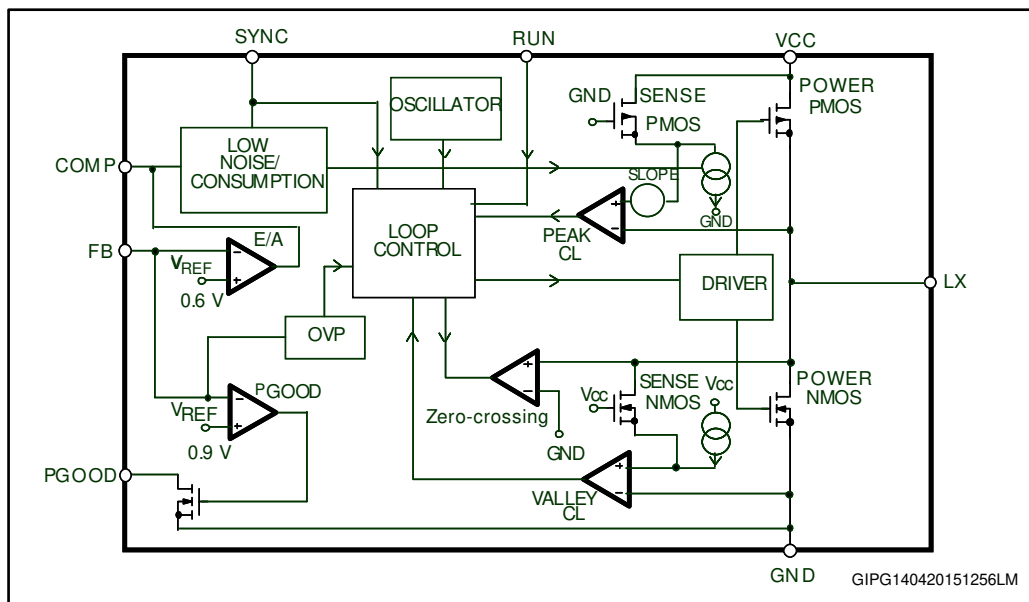 SYNC
RUN
VCC
OSCILLATOR
GND
SENSE
PMOS
POWER
PMOS
COMP
LOW
NOISE/
CONSUMPTION
SLOPE
GND
LOOP
CONTROL
PEAK
CL
FB
E/A
VREF
0.6 V
DRIVER
LX
OVP
PGOOD
VREF
0.9 V
Zero-crossing
GND
Vcc
SENSE
NMOS
Vcc
POWER
NMOS
PGOOD
VALLEY
CL
GND
GIPG140420151256LM